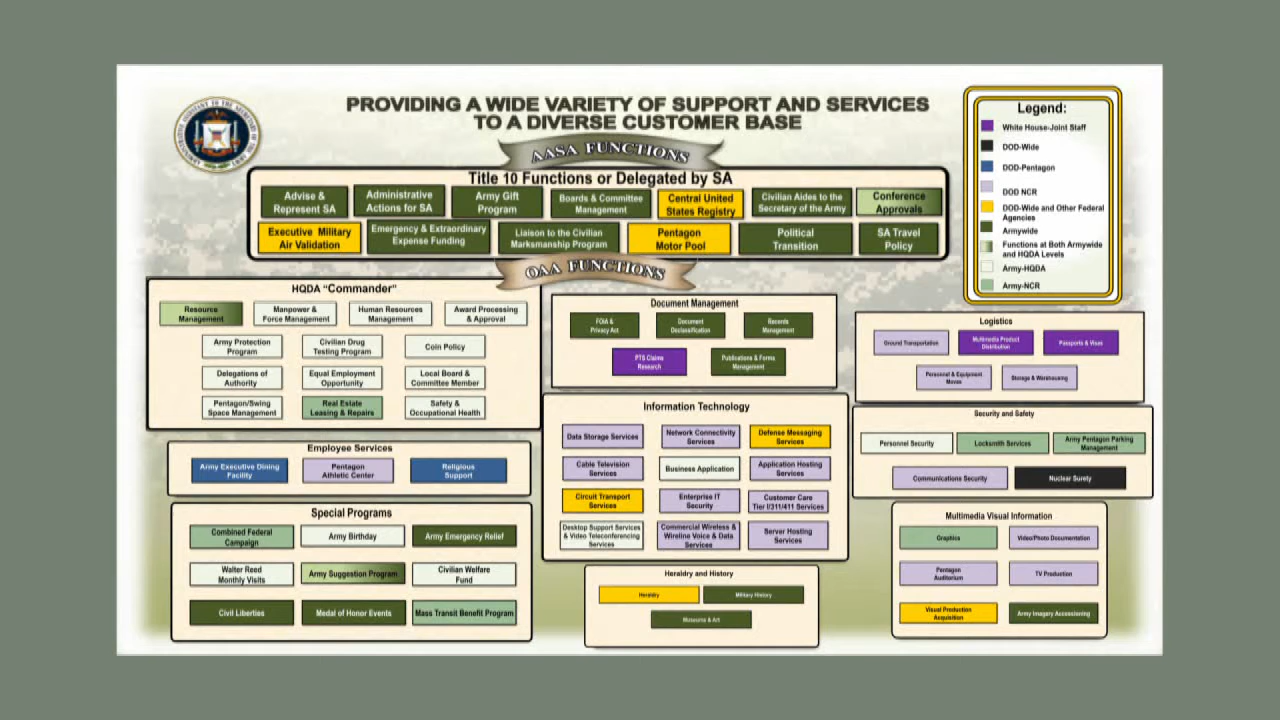 PROVIDING A WIDE VARIETY OF SUPPORT AND SERVICES
TO A DIVERSE CUSTOMER BASE
AASA FUNCTIONS
Title 10 Functions or Delegated by SA
Advise &
Represent SA
Administrative
Actions for SA
Army Gift
Program
Boards & Committee
Management
Central United
States Registry
Civilian Aides to the
Secretary of the Army
Conference
Approvals
Executive Military
Air Validation
Emergency & Extraordinary
Expense Funding
Liaison to the Civilian
Marksmanship Program
Pentagon
Motor Pool
Political
Transition
SA Travel
Policy
Legend:
White House-Joint Staff
DOD-Wide
DOD-Pentagon
DOD NCR
DOD-Wide and Other Federal
Agencies
Armywide
Functions at Both Armywide
and HQDA Levels
Army-HQDA
Army-NCR
OAA FUNCTIONS
HQDA “Commander”
Resource
Management
Manpower &
Force Management
Human Resources
Management
Award Processing
& Approval
Army Protection
Program
Civilian Drug
Testing Program
Coin Policy
Delegations of
Authority
Equal Employment
Opportunity
Local Board &
Committee Member
Pentagon/Swing
Space Management
Real Estate
Leasing & Repairs
Safety &
Occupational Health
Employee Services
Army Executive Dining
Facility
Pentagon
Athletic Center
Religious
Support
Special Programs
Combined Federal
Campaign
Army Birthday
Army Emergency Relief
Walter Reed
Monthly Visits
Army Suggestion Program
Civilian Welfare
Fund
Civil Liberties
Medal of Honor Events
Mass Transit Benefit Program
Document Management
FOIA &
Privacy Act
Document
Declassification
Records
Management
PTS Claims
Research
Publications & Forms
Management
Information Technology
Data Storage Services
Network Connectivity
Services
Defense Messaging
Services
Cable Television
Services
Business Application
Application Hosting
Services
Circuit Transport
Services
Enterprise IT
Security
Customer Care
Tier I/311/411 Services
Desktop Support Services
& Video Teleconferencing
Services
Commercial Wireless &
Wireline Voice & Data
Services
Server Hosting
Services
Heraldry and History
Heraldry
Military History
Museums & Art
Logistics
Ground Transportation
Multimedia Product
Distribution
Passports & Visas
Personnel & Equipment
Moves
Storage & Warehousing
Security and Safety
Personnel Security
Locksmith Services
Army Pentagon Parking
Management
Communications Security
Nuclear Surety
Multimedia Visual Information
Graphics
Video/Photo Documentation
Pentagon
Auditorium
TV Production
Visual Production
Acquisition
Army Imagery Accessioning